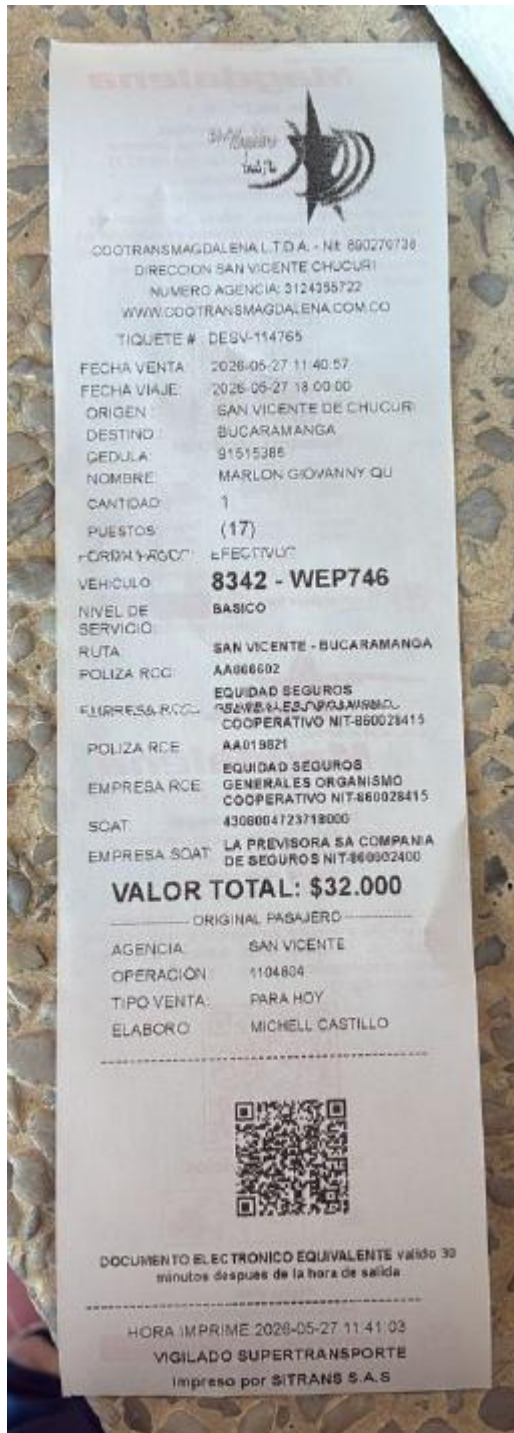 COOTRANSMAGDALENA L.T.D.A. - Nit: 890270738
DIRECCION SAN VICENTE CHUCURI
NUMERO AGENCIA: 3124355722
WWW.COOTRANSMAGDALENA.COM.CO
TIQUETE # DESV-114765
FECHA VENTA: 2026-05-27 11:40:57
FECHA VIAJE: 2026-05-27 18:00:00
ORIGEN: SAN VICENTE DE CHUCURI
DESTINO: BUCARAMANGA
CEDULA: 91515386
NOMBRE: MARLON GIOVANNY QU
CANTIDAD: 1
PUESTOS: (17)
FORMA PAGO: EFECTIVO
VEHICULO: 8342 - WEP746
NIVEL DE SERVICIO: BASICO
RUTA: SAN VICENTE - BUCARAMANGA
POLIZA RCC: AA066602
EMPRESA RCC: EQUIDAD SEGUROS
GENERALES ORGANISMO
COOPERATIVO NIT-860028415
POLIZA RCE: AA019821
EMPRESA RCE: EQUIDAD SEGUROS
GENERALES ORGANISMO
COOPERATIVO NIT-860028415
SOAT: 4308004723718000
EMPRESA SOAT: LA PREVISORA SA COMPANIA
DE SEGUROS NIT-860002400
VALOR TOTAL: $32.000
ORIGINAL PASAJERO
AGENCIA: SAN VICENTE
OPERACIÓN: 1104804
TIPO VENTA: PARA HOY
ELABORO: MICHELL CASTILLO
DOCUMENTO ELECTRONICO EQUIVALENTE valido 30
minutos despues de la hora de salida
HORA IMPRIME 2026-05-27 11:41:03
VIGILADO SUPERTRANSPORTE
impreso por SITRANS S.A.S